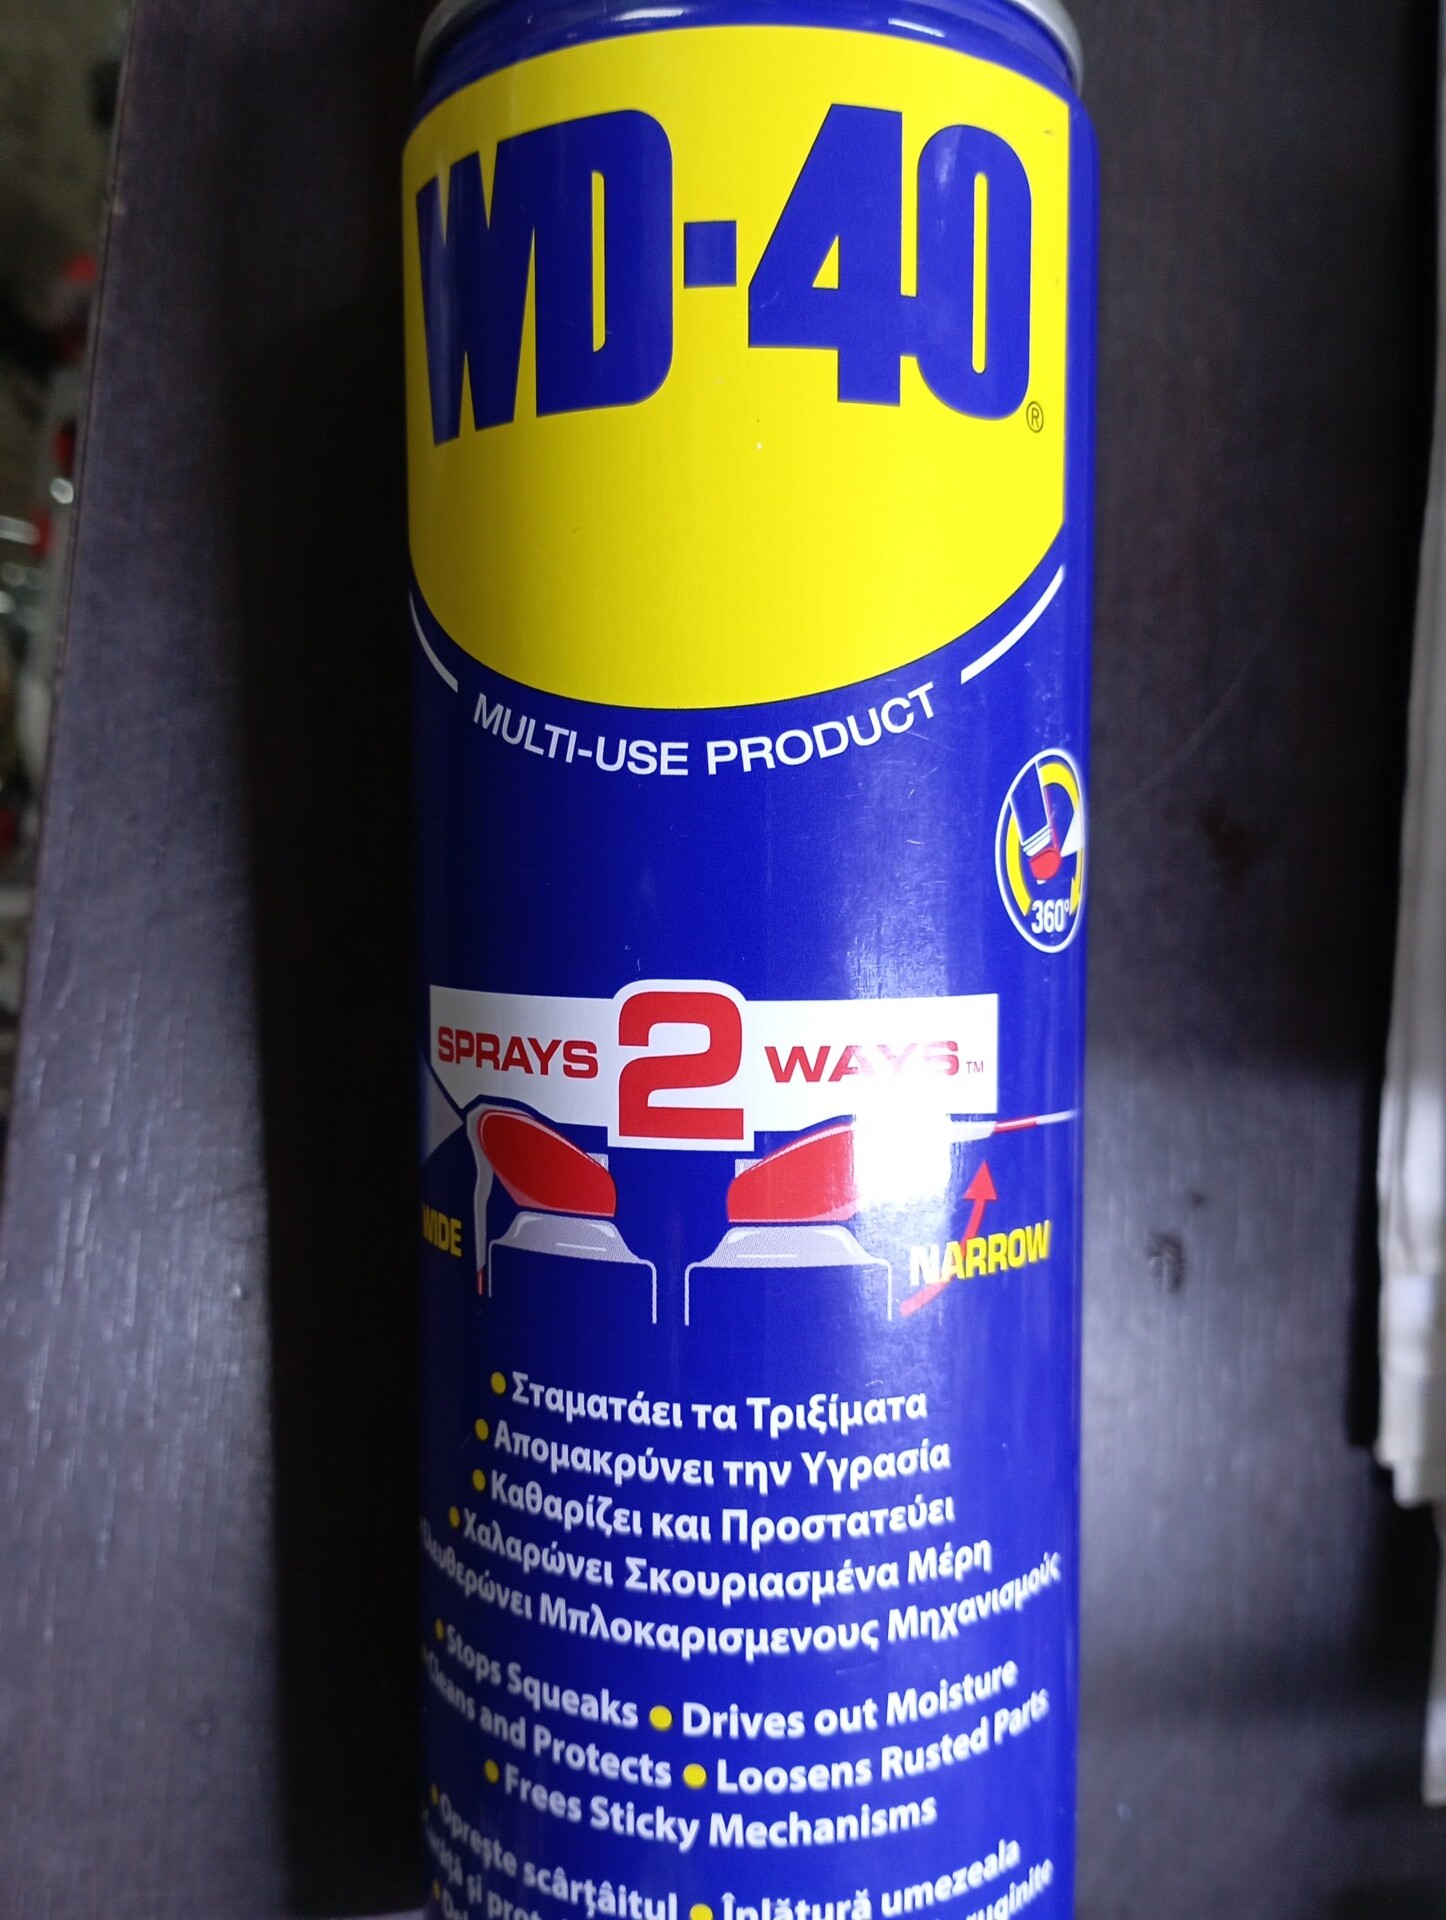 WD-40
®
MULTI-USE PRODUCT
360°
SPRAYS 2 WAYS™
WIDE
NARROW
• Σταματάει τα Τριξίματα
• Απομακρύνει την Υγρασία
• Καθαρίζει και Προστατεύει
• Χαλαρώνει Σκουριασμένα Μέρη
Μπλοκαρισμενους Μηχανισμούς
• Stops Squeaks • Drives out Moisture
• Cleans and Protects • Loosens Rusted Parts
• Frees Sticky Mechanisms
• Oprește scârțâitul • Înlătură umezeala
și